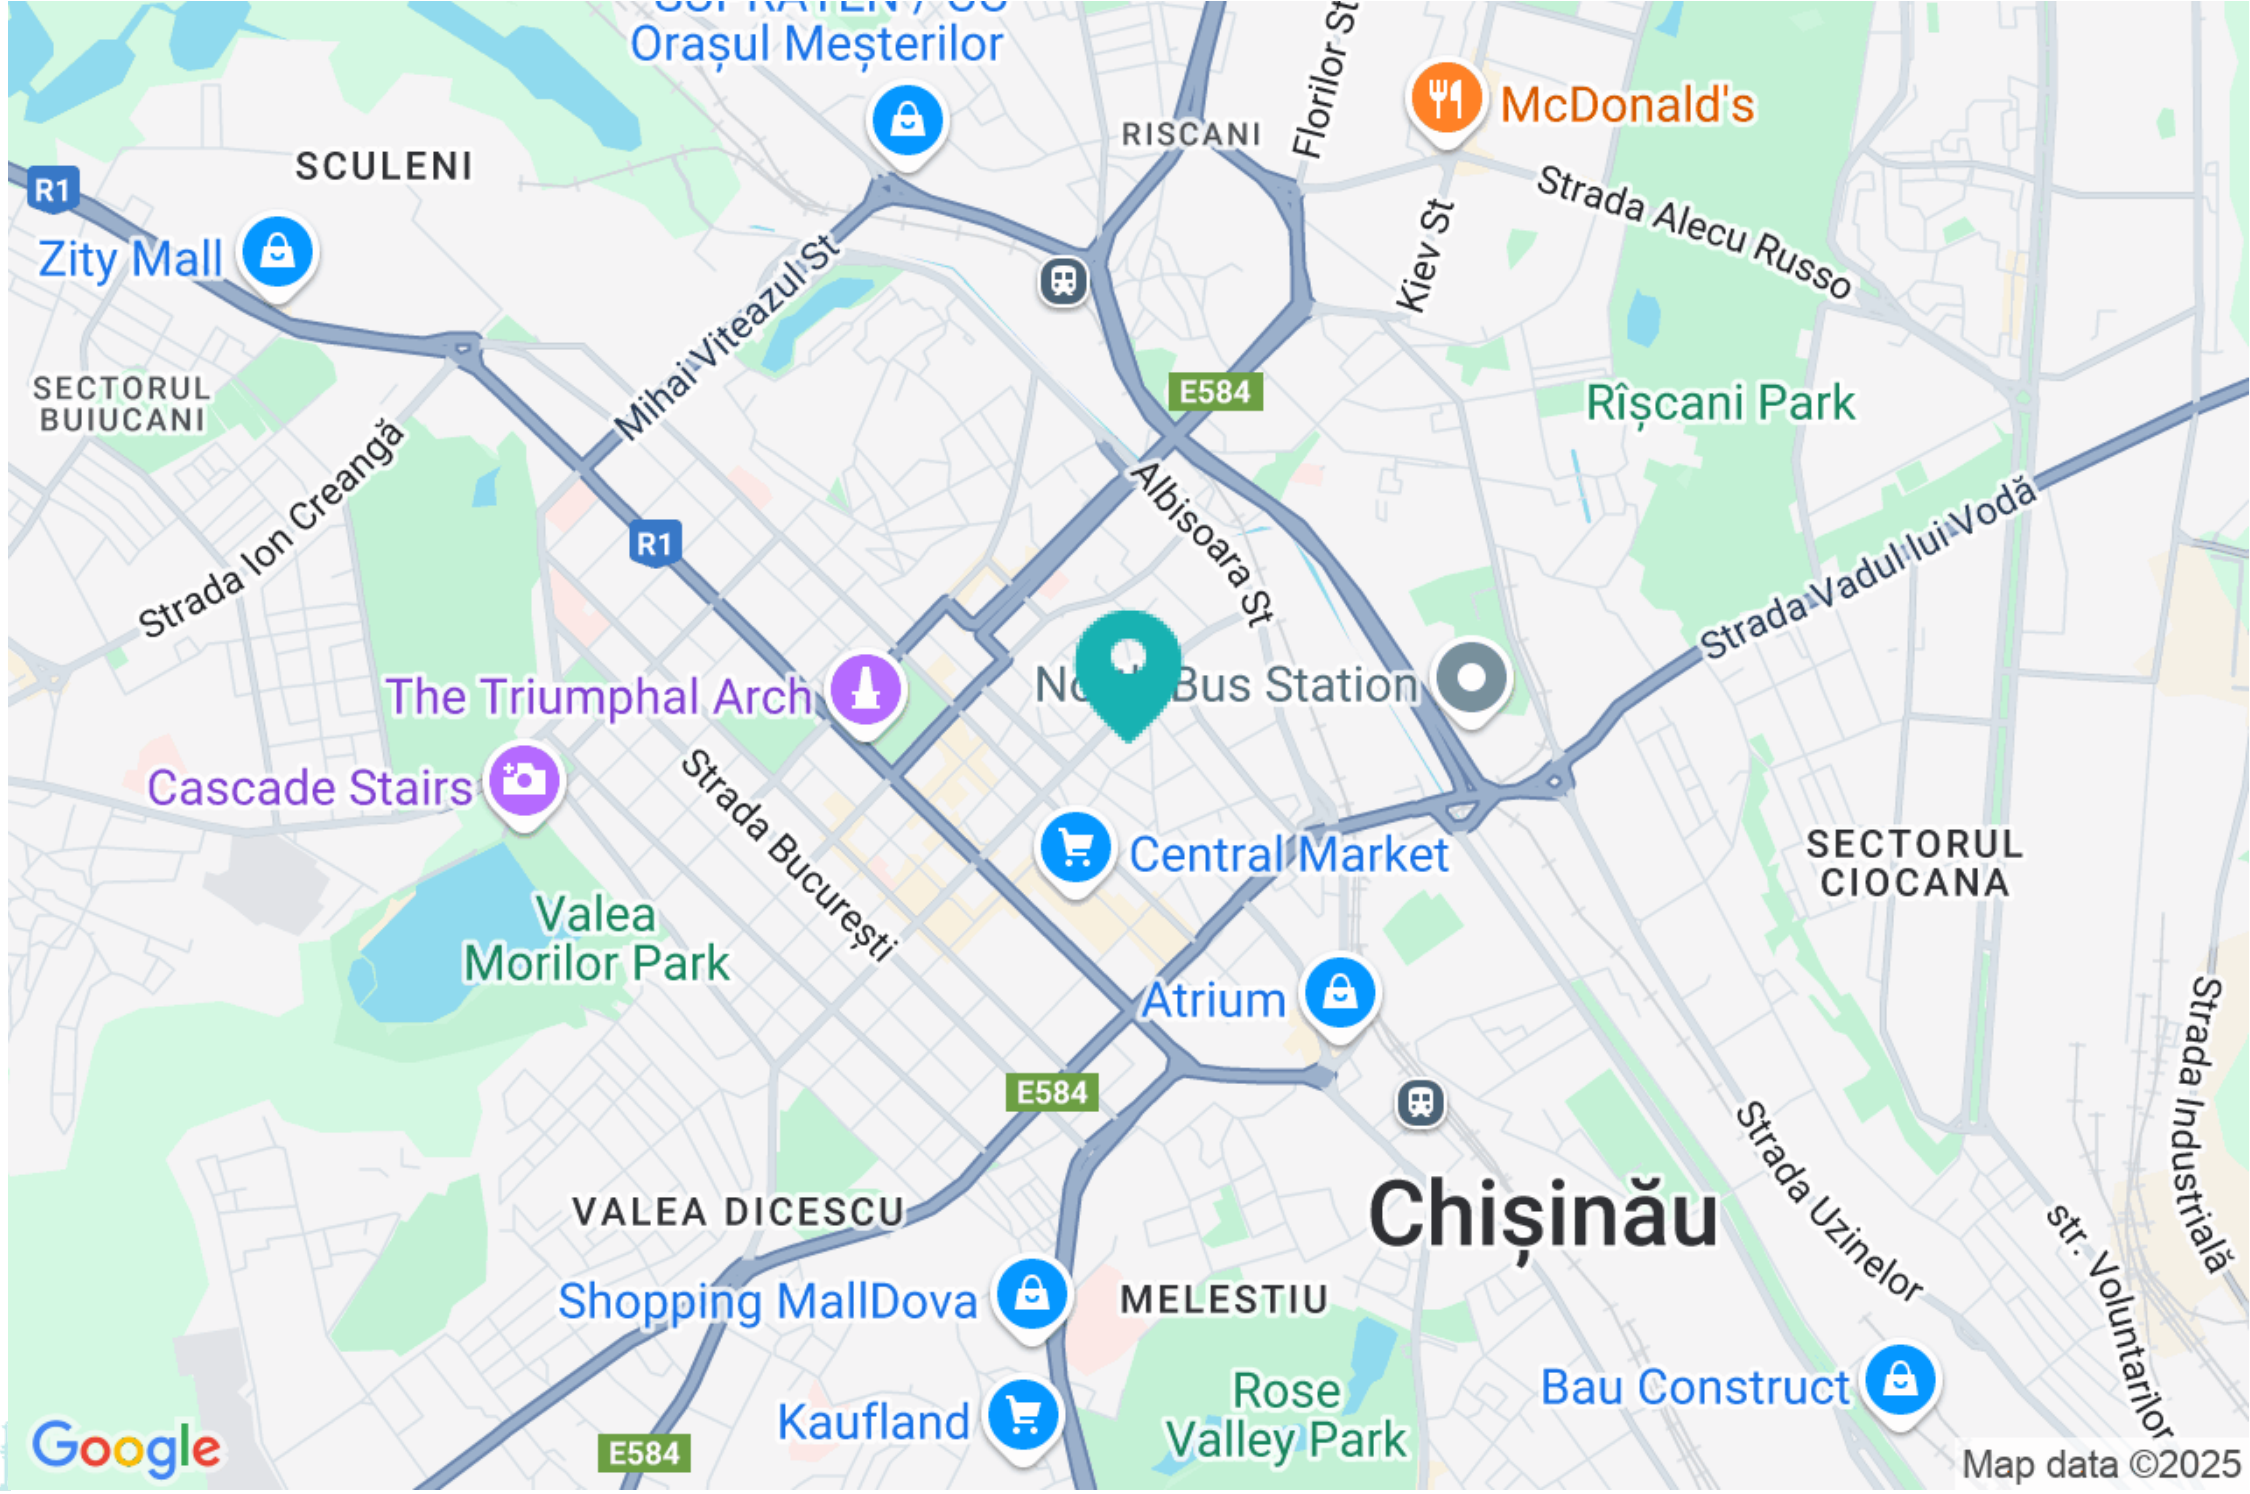 Orașul Meșterilor
RISCANI
Florilor St
McDonald's
SCULENI
R1
Strada Alecu Russo
Kiev St
Zity Mall
Mihai Viteazul St
SECTORUL
BUIUCANI
E584
Rîșcani Park
Strada Ion Creangă
Albisoara St
R1
Strada Vadul lui Vodă
The Triumphal Arch
Bus Station
Cascade Stairs
Strada București
Central Market
SECTORUL
CIOCANA
Valea
Morilor Park
Atrium
Strada Industrială
E584
Strada Uzinelor
VALEA DICESCU
Chișinău
str. Voluntarilor
Shopping MallDova
MELESTIU
Kaufland
Rose
Valley Park
Bau Construct
Google
E584
Map data ©2025